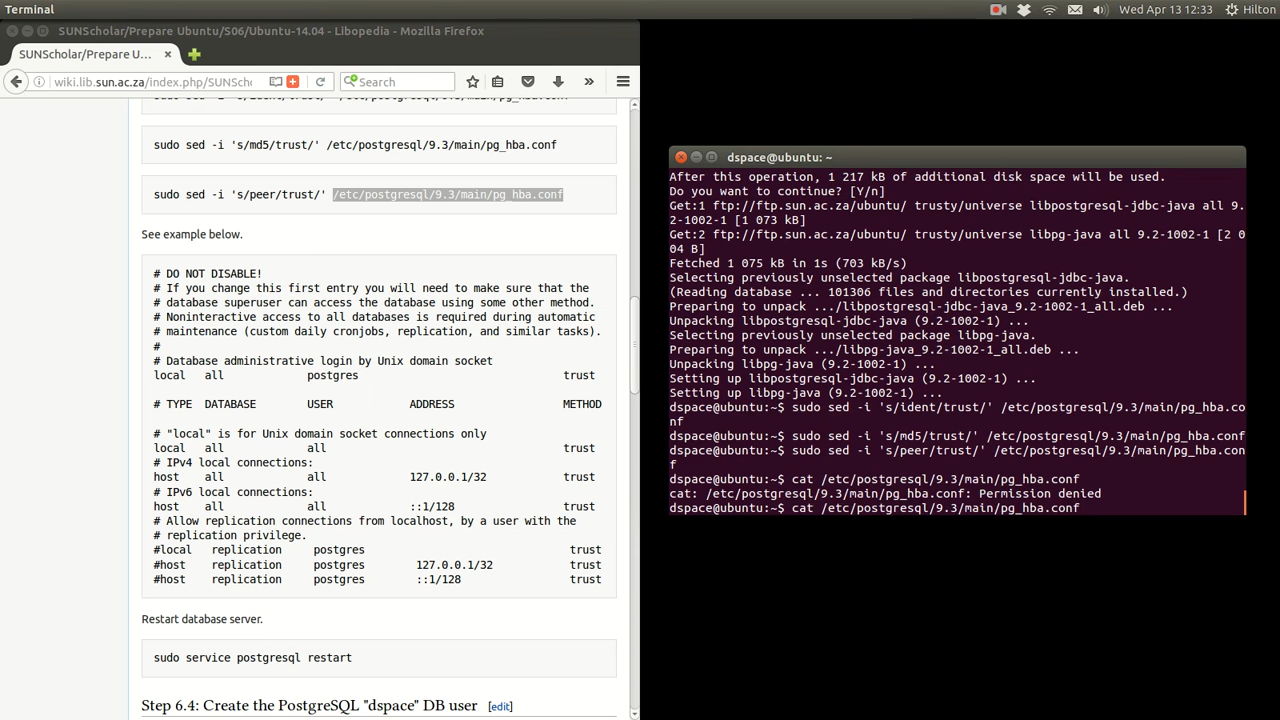 Terminal
Wed Apr 13 12:33
Hilton
SUNScholar/Prepare Ubuntu/S06/Ubuntu-14.04 - Libopedia - Mozilla Firefox
SUNScholar/Prepare U...
wiki.lib.sun.ac.za/index.php/SUNSch
Search
sudo sed -i 's/ident/trust/' /etc/postgresql/9.3/main/pg_hba.conf
sudo sed -i 's/md5/trust/' /etc/postgresql/9.3/main/pg_hba.conf
sudo sed -i 's/peer/trust/' /etc/postgresql/9.3/main/pg_hba.conf
See example below.
# DO NOT DISABLE!
# If you change this first entry you will need to make sure that the
# database superuser can access the database using some other method.
# Noninteractive access to all databases is required during automatic
# maintenance (custom daily cronjobs, replication, and similar tasks).
#
# Database administrative login by Unix domain socket
local all postgres trust
# TYPE DATABASE USER ADDRESS METHOD
# "local" is for Unix domain socket connections only
local all all trust
# IPv4 local connections:
host all all 127.0.0.1/32 trust
# IPv6 local connections:
host all all ::1/128 trust
# Allow replication connections from localhost, by a user with the
# replication privilege.
#local replication postgres trust
#host replication postgres 127.0.0.1/32 trust
#host replication postgres ::1/128 trust
Restart database server.
sudo service postgresql restart
Step 6.4: Create the PostgreSQL "dspace" DB user [edit]
dspace@ubuntu: ~
After this operation, 1 217 kB of additional disk space will be used.
Do you want to continue? [Y/n]
Get:1 ftp://ftp.sun.ac.za/ubuntu/ trusty/universe libpostgresql-jdbc-java all 9.
2-1002-1 [1 073 kB]
Get:2 ftp://ftp.sun.ac.za/ubuntu/ trusty/universe libpg-java all 9.2-1002-1 [2 0
04 B]
Fetched 1 075 kB in 1s (703 kB/s)
Selecting previously unselected package libpostgresql-jdbc-java.
(Reading database ... 101306 files and directories currently installed.)
Preparing to unpack .../libpostgresql-jdbc-java_9.2-1002-1_all.deb ...
Unpacking libpostgresql-jdbc-java (9.2-1002-1) ...
Selecting previously unselected package libpg-java.
Preparing to unpack .../libpg-java_9.2-1002-1_all.deb ...
Unpacking libpg-java (9.2-1002-1) ...
Setting up libpostgresql-jdbc-java (9.2-1002-1) ...
Setting up libpg-java (9.2-1002-1) ...
dspace@ubuntu:~$ sudo sed -i 's/ident/trust/' /etc/postgresql/9.3/main/pg_hba.co
nf
dspace@ubuntu:~$ sudo sed -i 's/md5/trust/' /etc/postgresql/9.3/main/pg_hba.conf
dspace@ubuntu:~$ sudo sed -i 's/peer/trust/' /etc/postgresql/9.3/main/pg_hba.con
f
dspace@ubuntu:~$ cat /etc/postgresql/9.3/main/pg_hba.conf
cat: /etc/postgresql/9.3/main/pg_hba.conf: Permission denied
dspace@ubuntu:~$ cat /etc/postgresql/9.3/main/pg_hba.conf